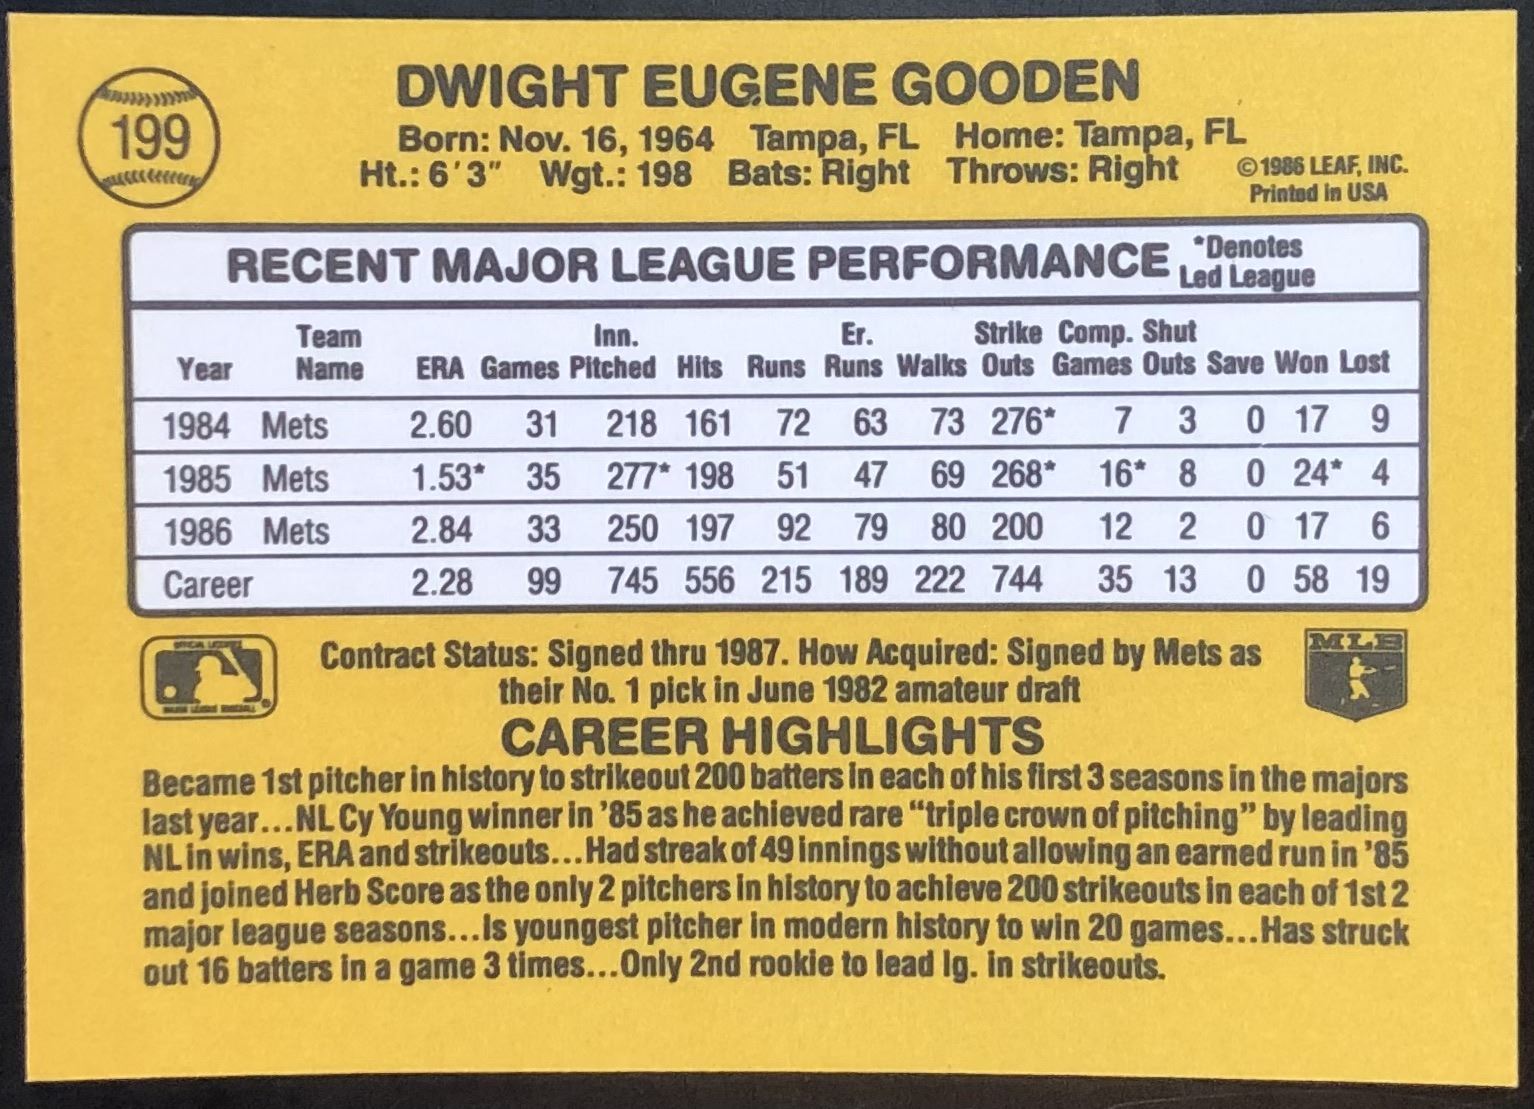 199
DWIGHT EUGENE GOODEN
Born: Nov. 16, 1964 Tampa, FL Home: Tampa, FL
Ht.: 6'3" Wgt.: 198 Bats: Right Throws: Right
©1986 LEAF, INC.
Printed in USA
RECENT MAJOR LEAGUE PERFORMANCE
*Denotes
Led League
Team Inn. Er. Strike Comp. Shut
Year Name ERA Games Pitched Hits Runs Runs Walks Outs Games Outs Save Won Lost
1984 Mets 2.60 31 218 161 72 63 73 276* 7 3 0 17 9
1985 Mets 1.53* 35 277* 198 51 47 69 268* 16* 8 0 24* 4
1986 Mets 2.84 33 250 197 92 79 80 200 12 2 0 17 6
Career 2.28 99 745 556 215 189 222 744 35 13 0 58 19
Contract Status: Signed thru 1987. How Acquired: Signed by Mets as
their No. 1 pick in June 1982 amateur draft
MLB
CAREER HIGHLIGHTS
Became 1st pitcher in history to strikeout 200 batters in each of his first 3 seasons in the majors
last year...NL Cy Young winner in '85 as he achieved rare "triple crown of pitching" by leading
NL in wins, ERA and strikeouts...Had streak of 49 innings without allowing an earned run in '85
and joined Herb Score as the only 2 pitchers in history to achieve 200 strikeouts in each of 1st 2
major league seasons...Is youngest pitcher in modern history to win 20 games...Has struck
out 16 batters in a game 3 times...Only 2nd rookie to lead lg. in strikeouts.